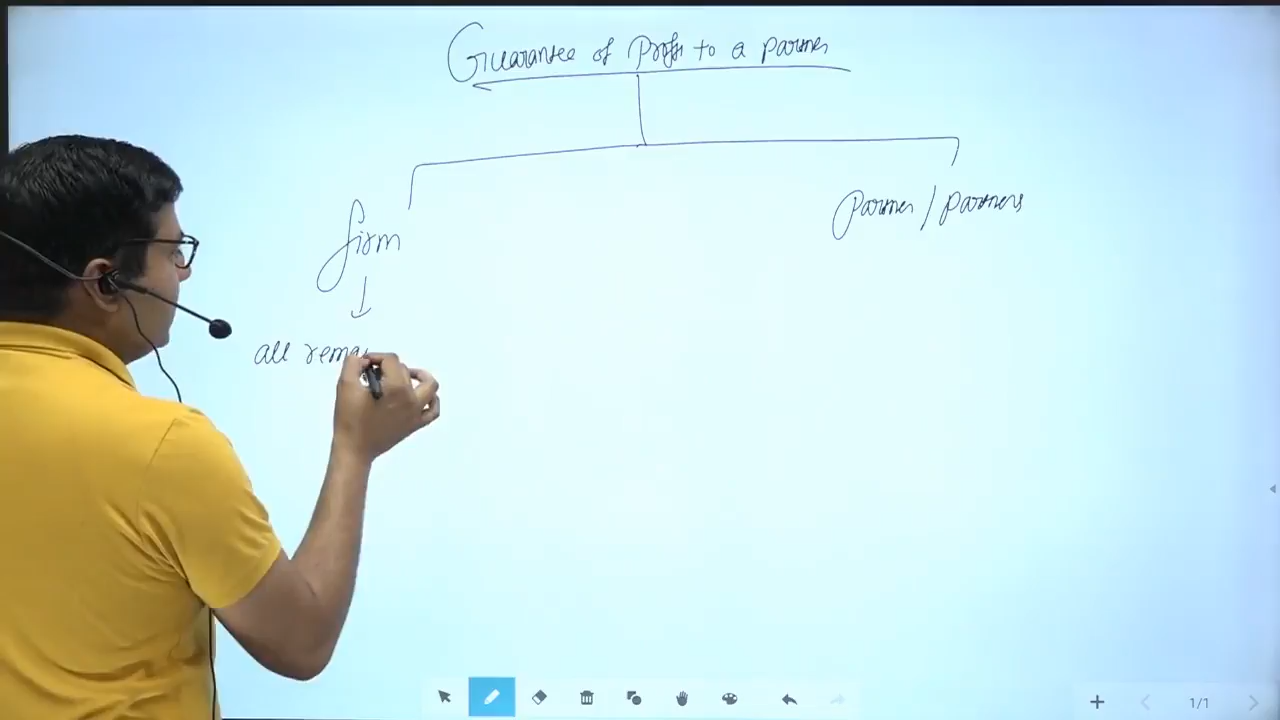 Guarantee of Profit to a partner
firm
partner / partners
all rema
1/1